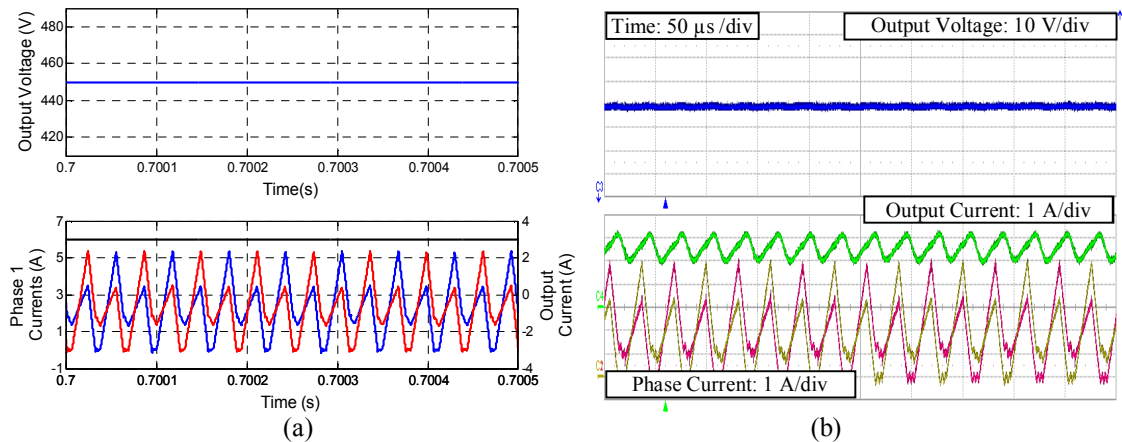 Output Voltage (V)
480
460
440
420
0.7 0.7001 0.7002 0.7003 0.7004 0.7005
Time(s)
Phase 1
Currents (A)
7
5
3
1
-1
4
2
0
-2
-4
Output
Current (A)
0.7 0.7001 0.7002 0.7003 0.7004 0.7005
Time (s)
(a)
Time: 50 µs /div
Output Voltage: 10 V/div
Output Current: 1 A/div
Phase Current: 1 A/div
(b)